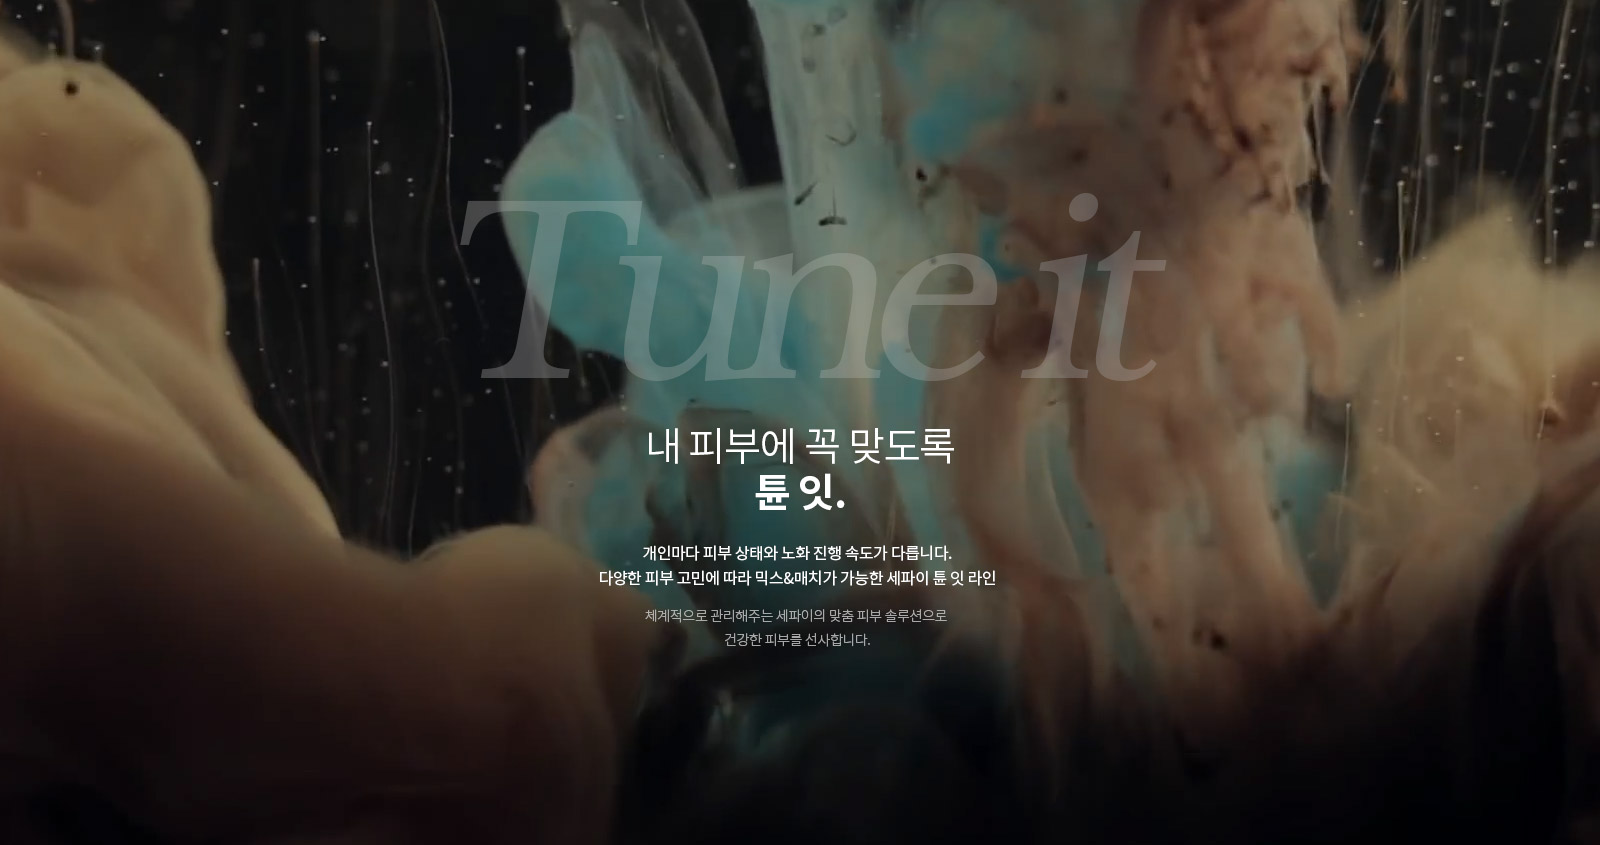 Tune it
내 피부에 꼭 맞도록
튠 잇.
개인마다 피부 상태와 노화 진행 속도가 다릅니다.
다양한 피부 고민에 따라 믹스&매치가 가능한 세파이 튠 잇 라인
체계적으로 관리해주는 세파이의 맞춤 피부 솔루션으로
건강한 피부를 선사합니다.